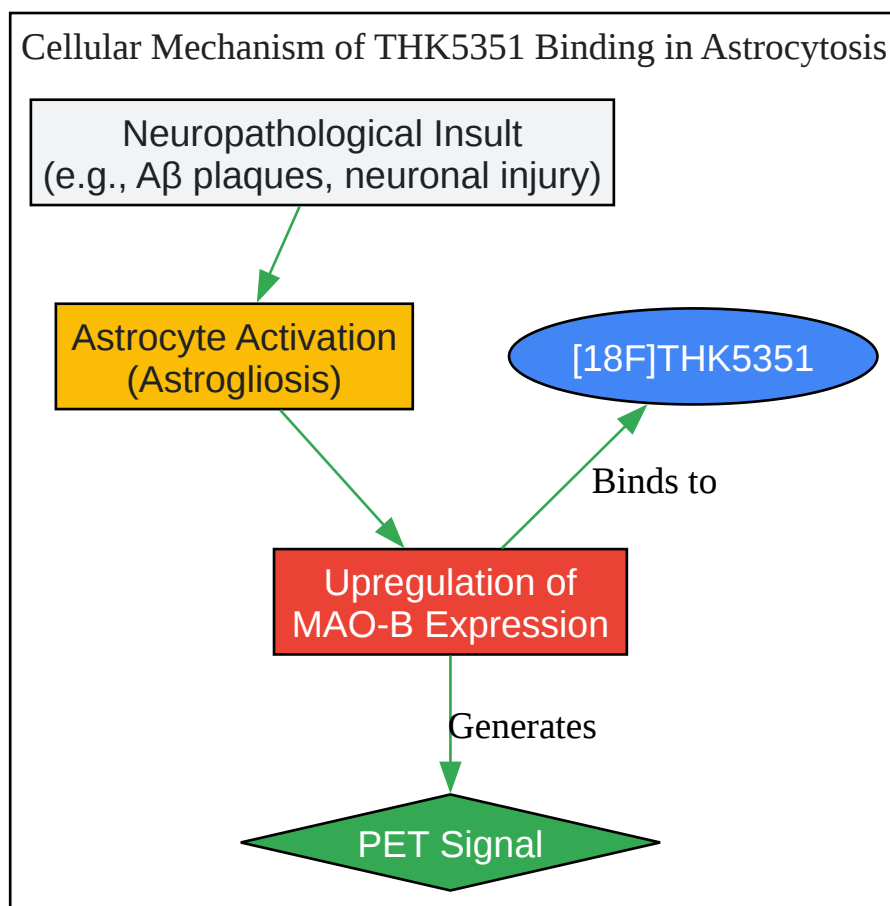 Cellular Mechanism of THK5351 Binding in Astrocytosis
Neuropathological Insult
(e.g., Aβ plaques, neuronal injury)
Astrocyte Activation
(Astrogliosis)
[18F]THK5351
Binds to
Upregulation of
MAO-B Expression
Generates
PET Signal